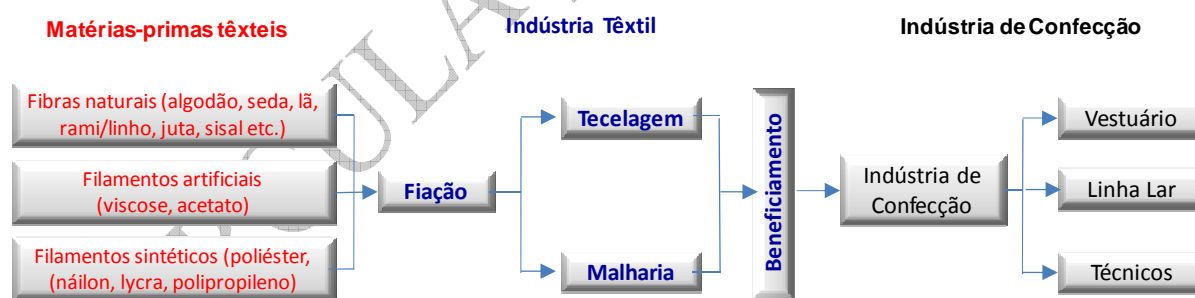 Matérias-primas têxteis
Indústria Têxtil
Indústria de Confecção
Fibras naturais (algodão, seda, lã,
rami/linho, juta, sisal etc.)
Filamentos artificiais
(viscose, acetato)
Filamentos sintéticos (poliéster,
(náilon, lycra, polipropileno)
Fiação
Tecelagem
Malharia
Beneficiamento
Indústria de
Confecção
Vestuário
Linha Lar
Técnicos